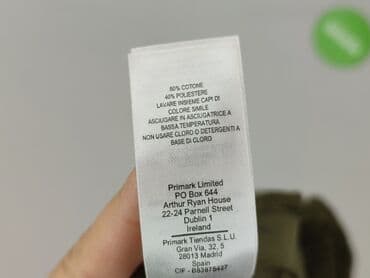 60% COTONE
40% POLIESTERE
LAVARE INSIEME CAPI DI
COLORE SIMILE
ASCIUGARE IN ASCIUGATRICE A
BASSA TEMPERATURA
NON USARE CLORO O DETERGENTI A
BASE DI CLORO
Primark Limited
PO Box 644
Arthur Ryan House
22-24 Parnell Street
Dublin 1
Ireland
Primark Tiendas S.L.U.
Gran Via, 32, 5
28013 Madrid
Spain
CIF - B83875427